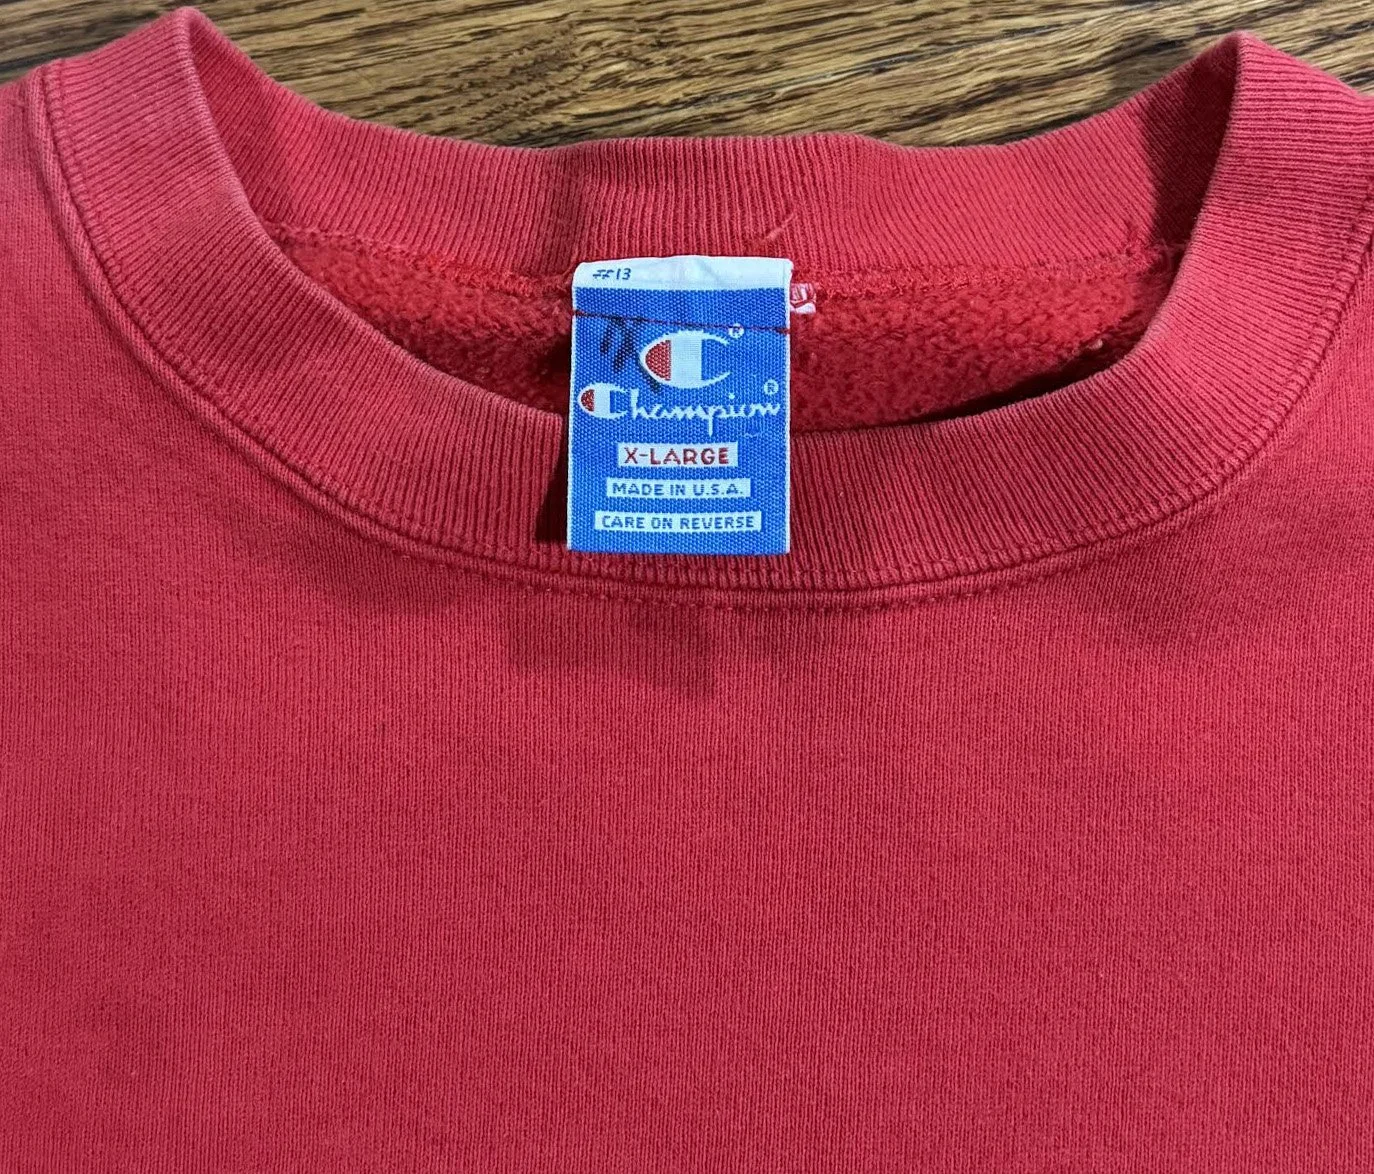 #13
Champion
X-LARGE
MADE IN U.S.A.
CARE ON REVERSE